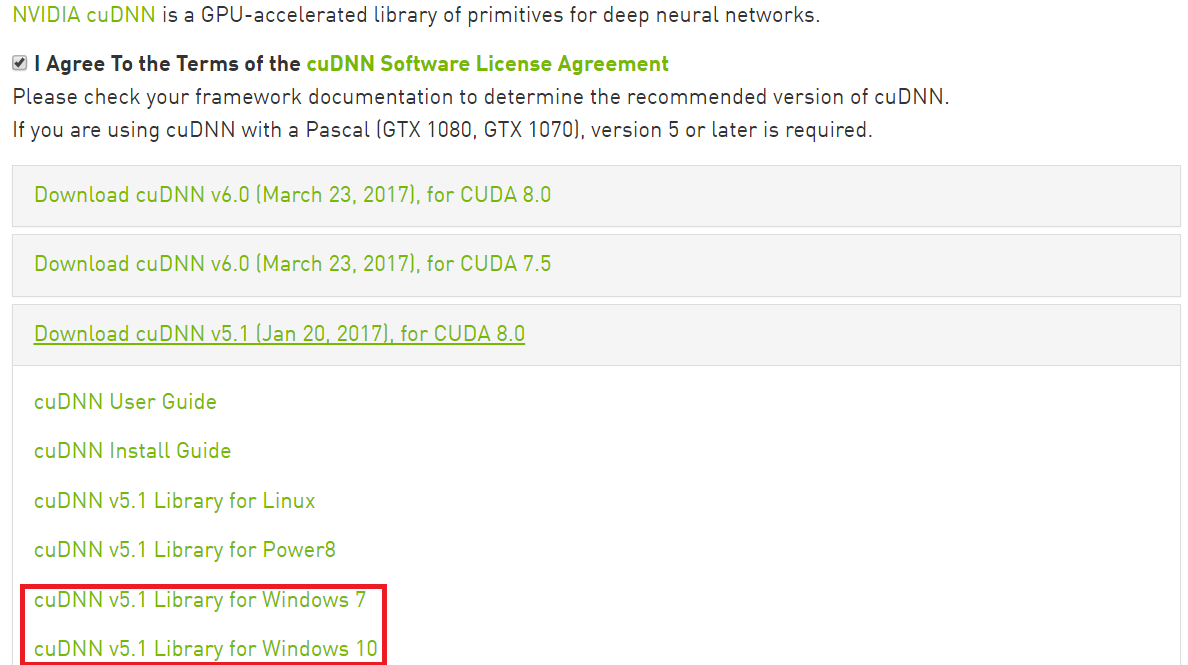 NVIDIA cuDNN is a GPU-accelerated library of primitives for deep neural networks.
I Agree To the Terms of the cuDNN Software License Agreement
Please check your framework documentation to determine the recommended version of cuDNN.
If you are using cuDNN with a Pascal (GTX 1080, GTX 1070), version 5 or later is required.
Download cuDNN v6.0 (March 23, 2017), for CUDA 8.0
Download cuDNN v6.0 (March 23, 2017), for CUDA 7.5
Download cuDNN v5.1 (Jan 20, 2017), for CUDA 8.0
cuDNN User Guide
cuDNN Install Guide
cuDNN v5.1 Library for Linux
cuDNN v5.1 Library for Power8
cuDNN v5.1 Library for Windows 7
cuDNN v5.1 Library for Windows 10